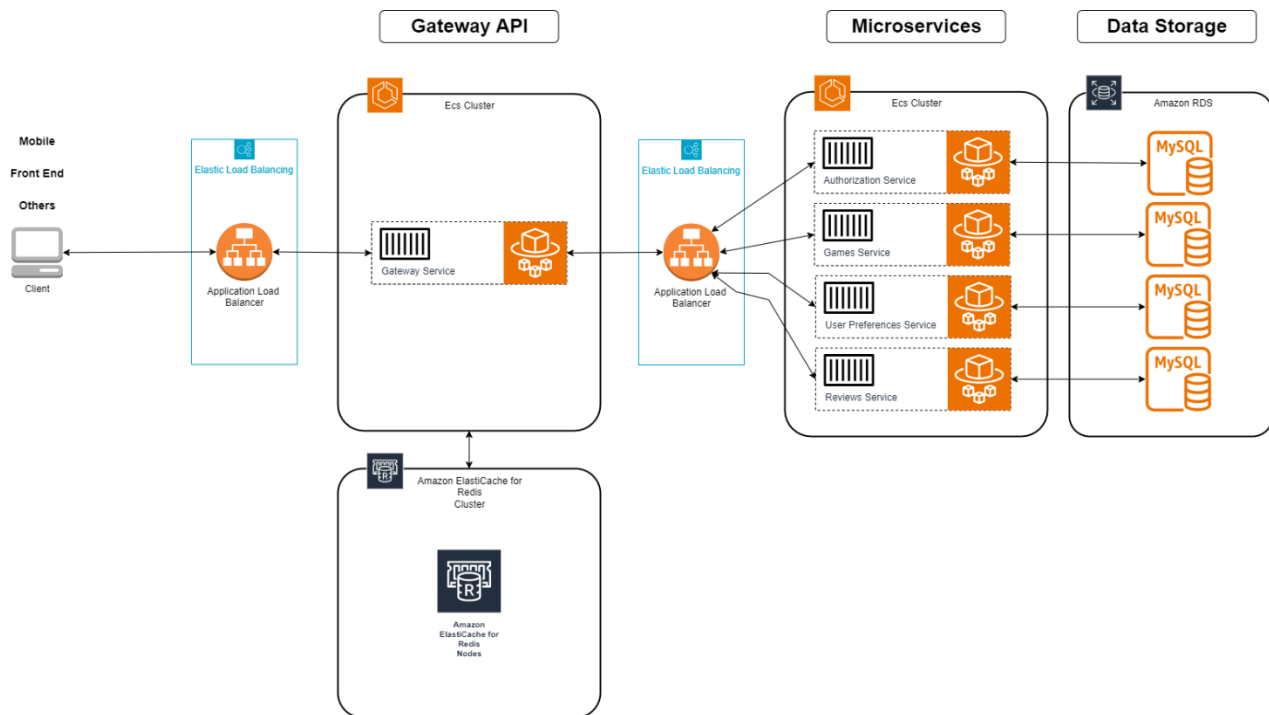 Gateway API
Microservices
Data Storage
Mobile
Front End
Others
Client
Elastic Load Balancing
Application Load
Balancer
Ecs Cluster
Gateway Service
Amazon ElastiCache for
Redis
Cluster
R
R
Amazon
ElastiCache for
Redis
Nodes
Elastic Load Balancing
Application Load
Balancer
Ecs Cluster
Authorization Service
Games Service
User Preferences Service
Reviews Service
Amazon RDS
MySQL
MySQL
MySQL
MySQL